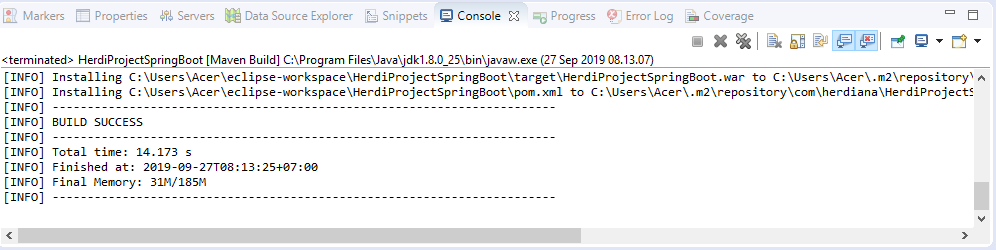 Markers Properties Servers Data Source Explorer Snippets Console Progress Error Log Coverage
<terminated> HerdiProjectSpringBoot [Maven Build] C:\Program Files\Java\jdk1.8.0_25\bin\javaw.exe (27 Sep 2019 08.13.07)
[INFO] Installing C:\Users\Acer\eclipse-workspace\HerdiProjectSpringBoot\target\HerdiProjectSpringBoot.war to C:\Users\Acer\.m2\repository\
[INFO] Installing C:\Users\Acer\eclipse-workspace\HerdiProjectSpringBoot\pom.xml to C:\Users\Acer\.m2\repository\com\herdiana\HerdiProjectS
[INFO] ------------------------------------------------------------------------
[INFO] BUILD SUCCESS
[INFO] ------------------------------------------------------------------------
[INFO] Total time: 14.173 s
[INFO] Finished at: 2019-09-27T08:13:25+07:00
[INFO] Final Memory: 31M/185M
[INFO] ------------------------------------------------------------------------